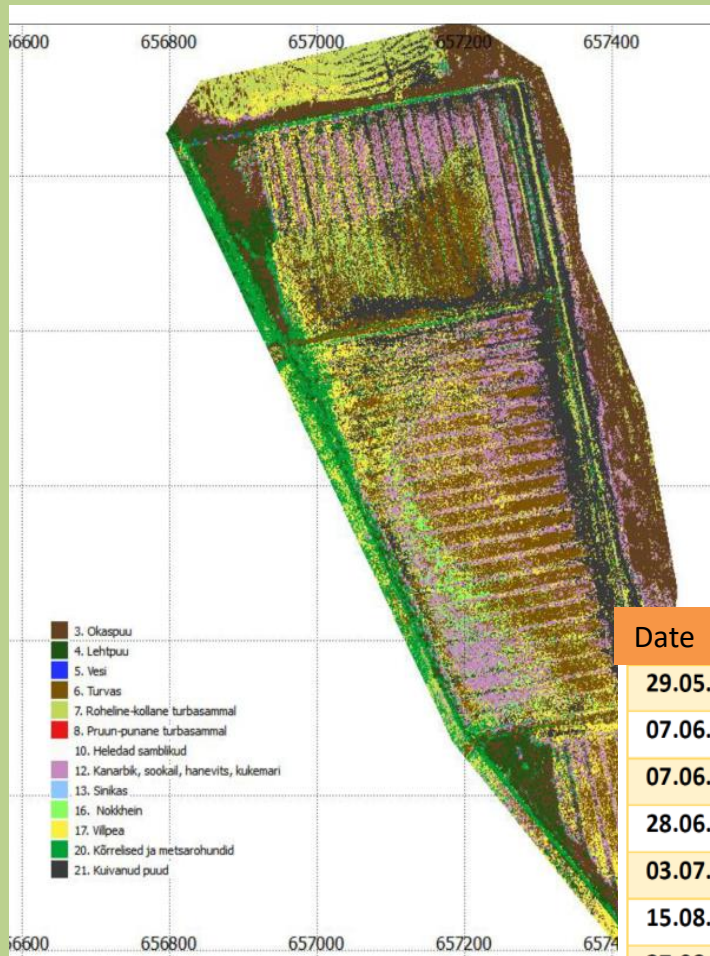 656600 656800 657000 657200 657400
3. Okaspuu
4. Lehtpuu
5. Vesi
6. Turvas
7. Roheline-kollane turbasammal
8. Pruun-punane turbasammal
10. Heledad samblikud
12. Kanarbik, sookail, hanevits, kukemari
13. Sinikas
16. Nokkhein
17. Villpea
20. Kõrrelised ja metsarohundid
21. Kuivanud puud
Date
29.05.
07.06.
07.06.
28.06.
03.07.
15.08.
656600 656800 657000 657200 6574